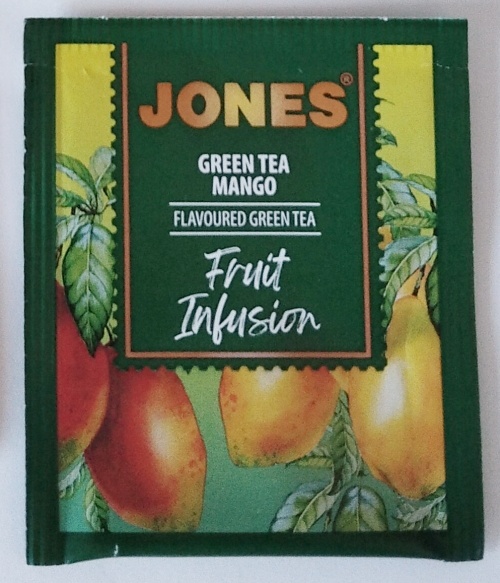 JONES®
GREEN TEA
MANGO
FLAVOURED GREEN TEA
Fruit
Infusion